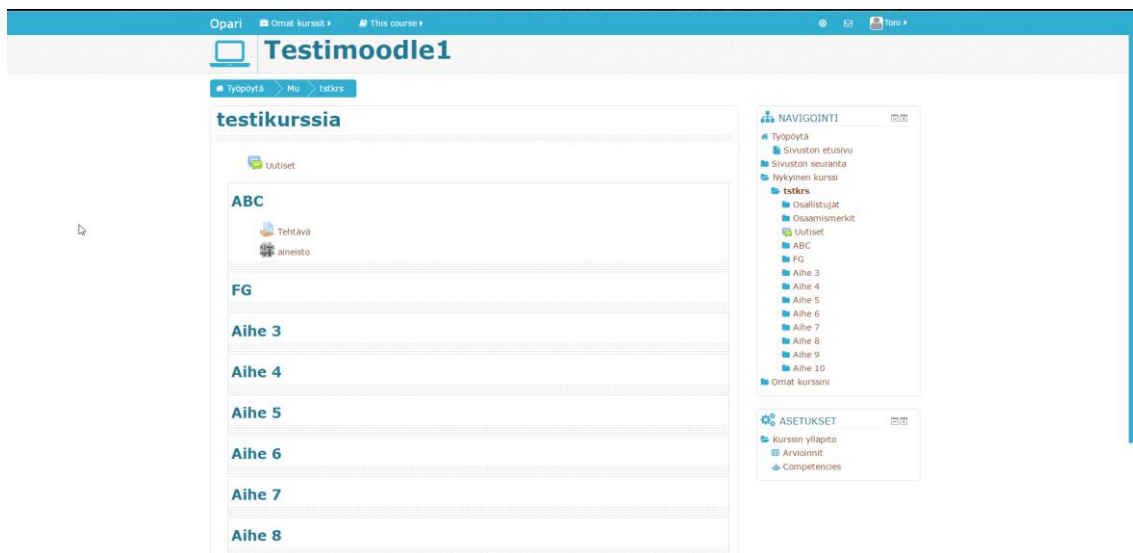 Opari Omat kurssit This course Toni
Testimoodle1
Työpöytä Mu tstkrs
testikurssia
Uutiset
ABC
Tehtävä
aineisto
FG
Aihe 3
Aihe 4
Aihe 5
Aihe 6
Aihe 7
Aihe 8
NAVIGOINTI
Työpöytä
Sivuston etusivu
Sivuston seuranta
Nykyinen kurssi
tstkrs
Osallistujat
Osaamismerkit
Uutiset
ABC
FG
Aihe 3
Aihe 4
Aihe 5
Aihe 6
Aihe 7
Aihe 8
Aihe 9
Aihe 10
Omat kurssini
ASETUKSET
Kurssin ylläpito
Arvioinnit
Competencies